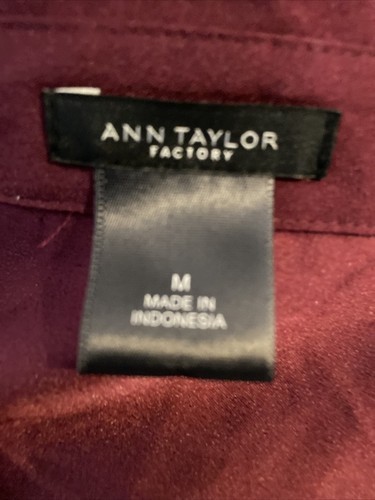 ANN TAYLOR
FACTORY
M
MADE IN
INDONESIA